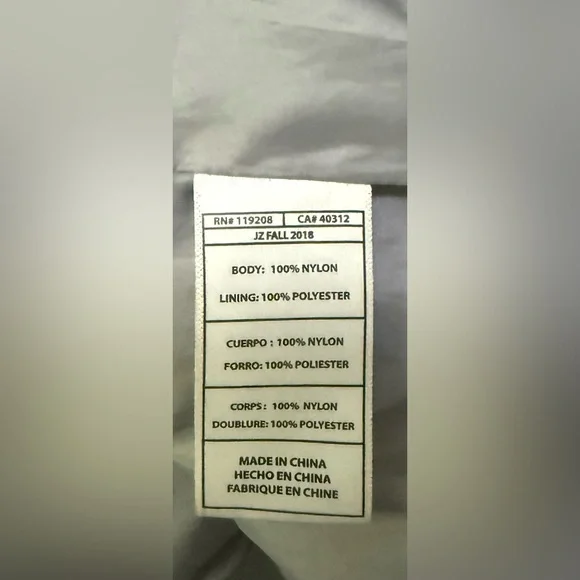 RN# 119208 CA# 40312
JZ FALL 2018
BODY: 100% NYLON
LINING: 100% POLYESTER
CUERPO : 100% NYLON
FORRO: 100% POLIESTER
CORPS : 100% NYLON
DOUBLURE: 100% POLYESTER
MADE IN CHINA
HECHO EN CHINA
FABRIQUE EN CHINE